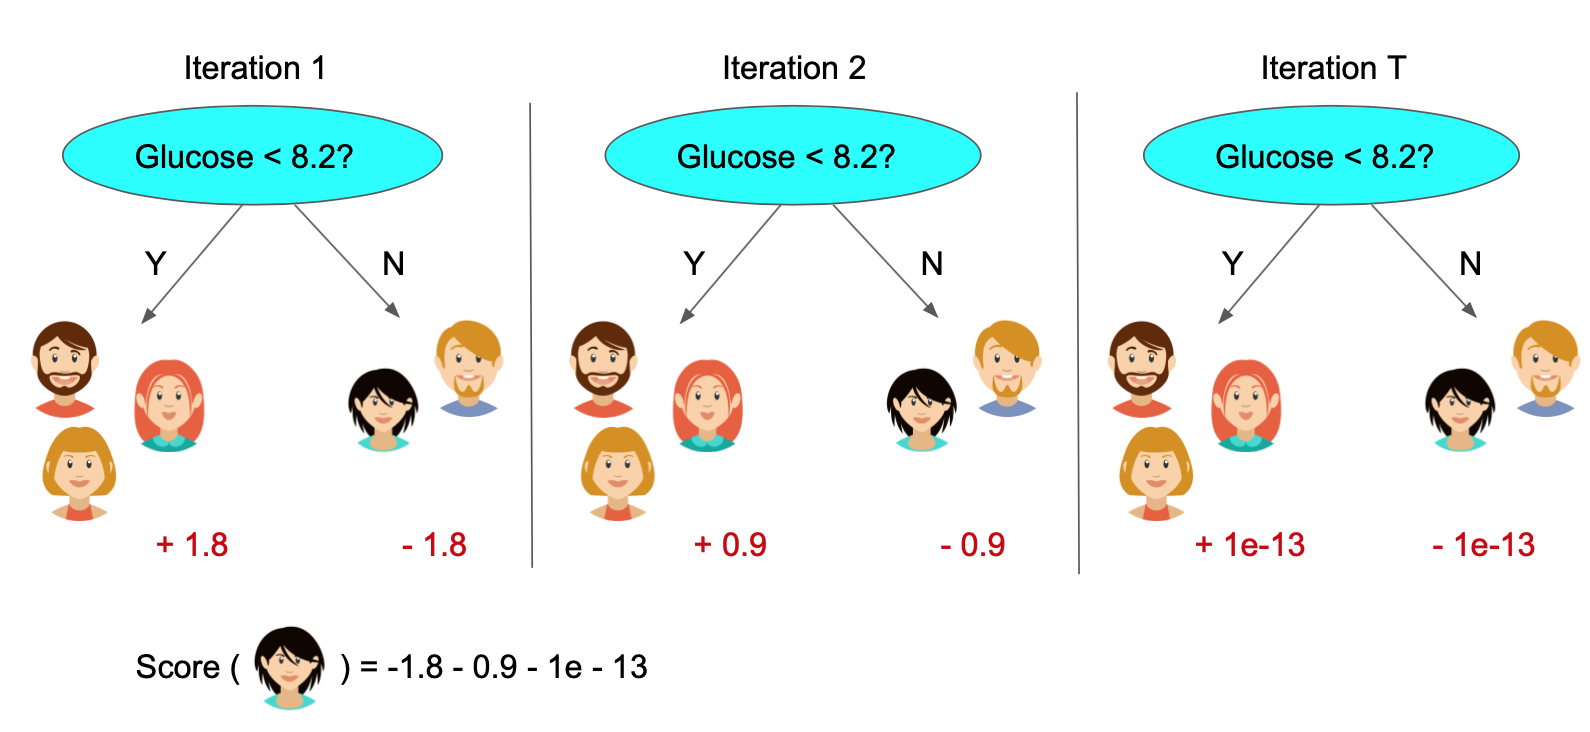 Iteration 1
Glucose < 8.2?
Y
N
+ 1.8
- 1.8
Iteration 2
Glucose < 8.2?
Y
N
+ 0.9
- 0.9
Iteration T
Glucose < 8.2?
Y
N
+ 1e-13
- 1e-13
Score ( ) = -1.8 - 0.9 - 1e - 13